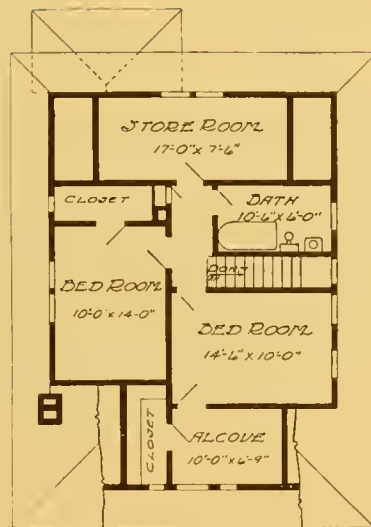 STORE ROOM
17'-0" x 7'-6"
CLOSET
BATH
10'-6" x 6'-0"
DOWN
BED ROOM
10'-0" x 14'-0"
BED ROOM
14'-6" x 10'-0"
CLOSET
ALCOVE
10'-0" x 6'-9"